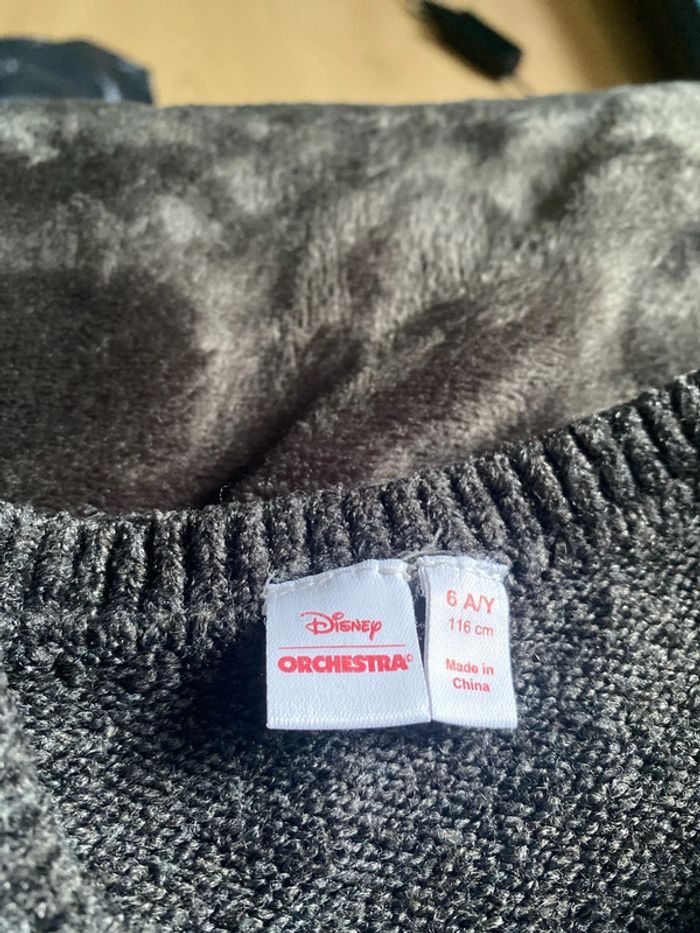 Disney
ORCHESTRA©
6 A/Y
116 cm
Made in
China